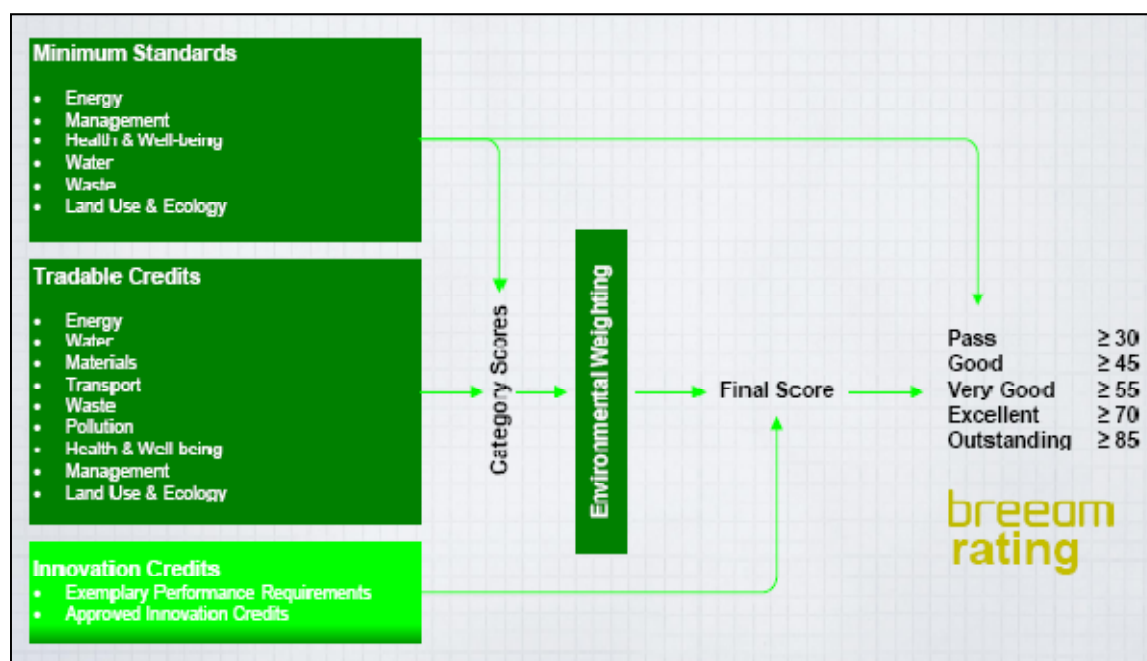 Minimum Standards
• Energy
• Management
• Health & Well-being
• Water
• Waste
• Land Use & Ecology
Tradable Credits
• Energy
• Water
• Materials
• Transport
• Waste
• Pollution
• Health & Well being
• Management
• Land Use & Ecology
Innovation Credits
• Exemplary Performance Requirements
• Approved Innovation Credits
Category Scores
Environmental Weighting
Final Score
Pass ≥ 30
Good ≥ 45
Very Good ≥ 55
Excellent ≥ 70
Outstanding ≥ 85
breeam
rating